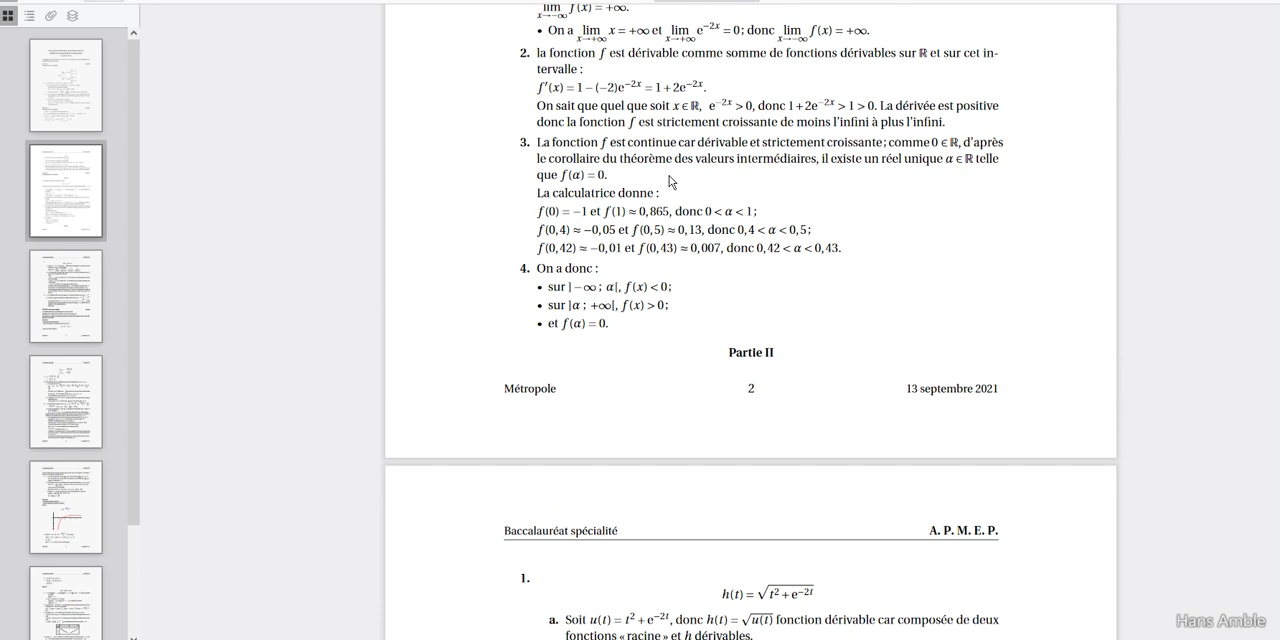 lim f(x) = +∞.
x→−∞
• On a lim x = +∞ et lim e−2x = 0; donc lim f(x) = +∞.
x→+∞ x→+∞ x→−∞
2. la fonction f est dérivable comme somme de fonctions dérivables sur ℝ et sur cet in-
tervalle :
f′(x) = 1 − (−2)e−2x = 1 + 2e−2x.
On sait que quel que soit x ∈ ℝ, e−2x > 0, donc 1 + 2e−2x > 1 > 0. La dérivée est positive
donc la fonction f est strictement croissante de moins l'infini à plus l'infini.
3. La fonction f est continue car dérivable et strictement croissante ; comme 0 ∈ ℝ, d'après
le corollaire du théorème des valeurs intermédiaires, il existe un réel unique α ∈ ℝ telle
que f(α) = 0.
La calculatrice donne :
f(0) = −1 et f(1) ≈ 0,865, donc 0 < α < 1 ;
f(0,4) ≈ −0,05 et f(0,5) ≈ 0,13, donc 0,4 < α < 0,5 ;
f(0,42) ≈ −0,01 et f(0,43) ≈ 0,007, donc 0,42 < α < 0,43.
4. On a donc :
• sur ]−∞ ; α[, f(x) < 0 ;
• sur ]α ; +∞[, f(x) > 0 ;
• et f(α) = 0.
Partie II
Métropole 2 13 septembre 2021
Baccalauréat spécialité A. P. M. E. P.
1.
h(t) = √t2 + e−2t
a. Soit u(t) = t2 + e−2t, donc h(t) = √u(t) fonction dérivable car composée de deux
fonctions « racine » et h dérivables.
Hans Amble